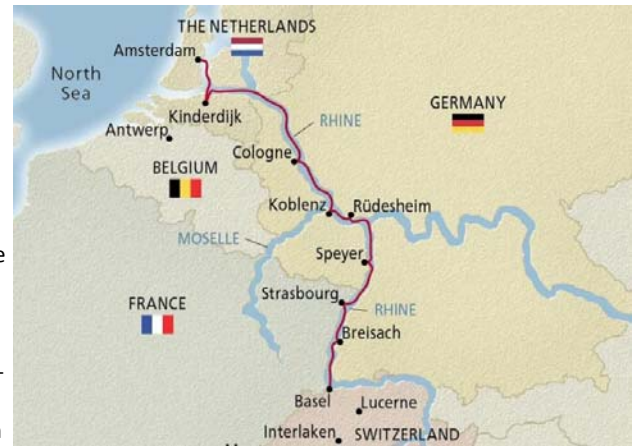 THE NETHERLANDS
Amsterdam
North
Sea
GERMANY
Kinderdijk
RHINE
Antwerp
Cologne
BELGIUM
Koblenz
Rüdesheim
MOSELLE
Speyer
FRANCE
Strasbourg
RHINE
Breisach
Basel
Lucerne
Interlaken
SWITZERLAND